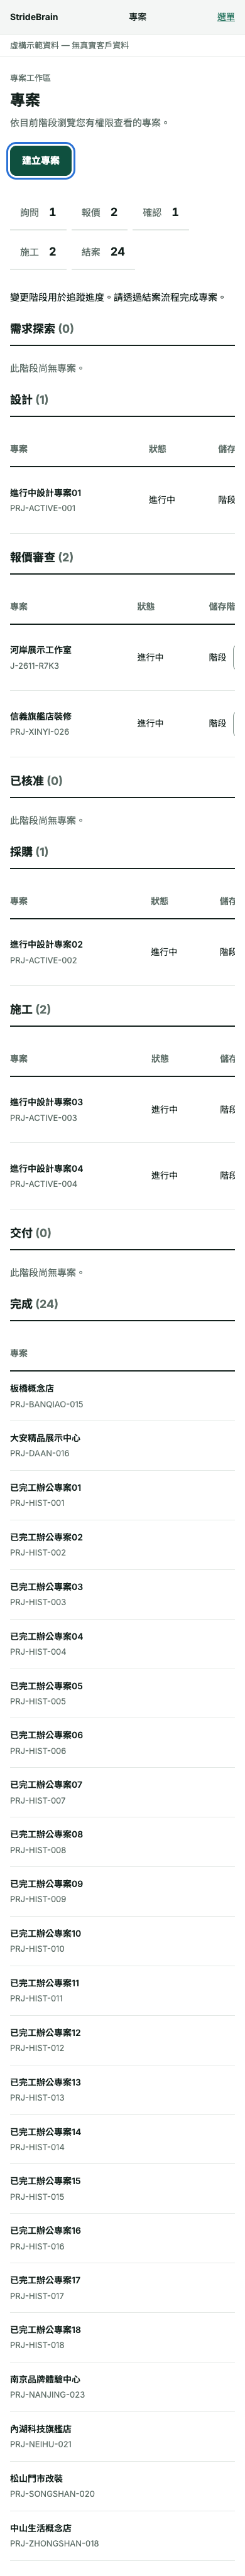 StrideBrain 專案 選單
虛構示範資料 — 無真實客戶資料
專案工作區
專案
依目前階段瀏覽您有權限查看的專案。
建立專案
詢問 1 報價 2 確認 1
施工 2 結案 24
變更階段用於追蹤進度。請透過結案流程完成專案。
需求探索 (0)
此階段尚無專案。
設計 (1)
專案 狀態 儲存
進行中設計專案01
PRJ-ACTIVE-001
進行中 階段
報價審查 (2)
專案 狀態 儲存階
河岸展示工作室
J-2611-R7K3
進行中 階段
信義旗艦店裝修
PRJ-XINYI-026
進行中 階段
已核准 (0)
此階段尚無專案。
採購 (1)
專案 狀態 儲存
進行中設計專案02
PRJ-ACTIVE-002
進行中 階段
施工 (2)
專案 狀態 儲存
進行中設計專案03
PRJ-ACTIVE-003
進行中 階段
進行中設計專案04
PRJ-ACTIVE-004
進行中 階段
交付 (0)
此階段尚無專案。
完成 (24)
專案
板橋概念店
PRJ-BANQIAO-015
大安精品展示中心
PRJ-DAAN-016
已完工辦公專案01
PRJ-HIST-001
已完工辦公專案02
PRJ-HIST-002
已完工辦公專案03
PRJ-HIST-003
已完工辦公專案04
PRJ-HIST-004
已完工辦公專案05
PRJ-HIST-005
已完工辦公專案06
PRJ-HIST-006
已完工辦公專案07
PRJ-HIST-007
已完工辦公專案08
PRJ-HIST-008
已完工辦公專案09
PRJ-HIST-009
已完工辦公專案10
PRJ-HIST-010
已完工辦公專案11
PRJ-HIST-011
已完工辦公專案12
PRJ-HIST-012
已完工辦公專案13
PRJ-HIST-013
已完工辦公專案14
PRJ-HIST-014
已完工辦公專案15
PRJ-HIST-015
已完工辦公專案16
PRJ-HIST-016
已完工辦公專案17
PRJ-HIST-017
已完工辦公專案18
PRJ-HIST-018
南京品牌體驗中心
PRJ-NANJING-023
內湖科技旗艦店
PRJ-NEIHU-021
松山門市改裝
PRJ-SONGSHAN-020
中山生活概念店
PRJ-ZHONGSHAN-018